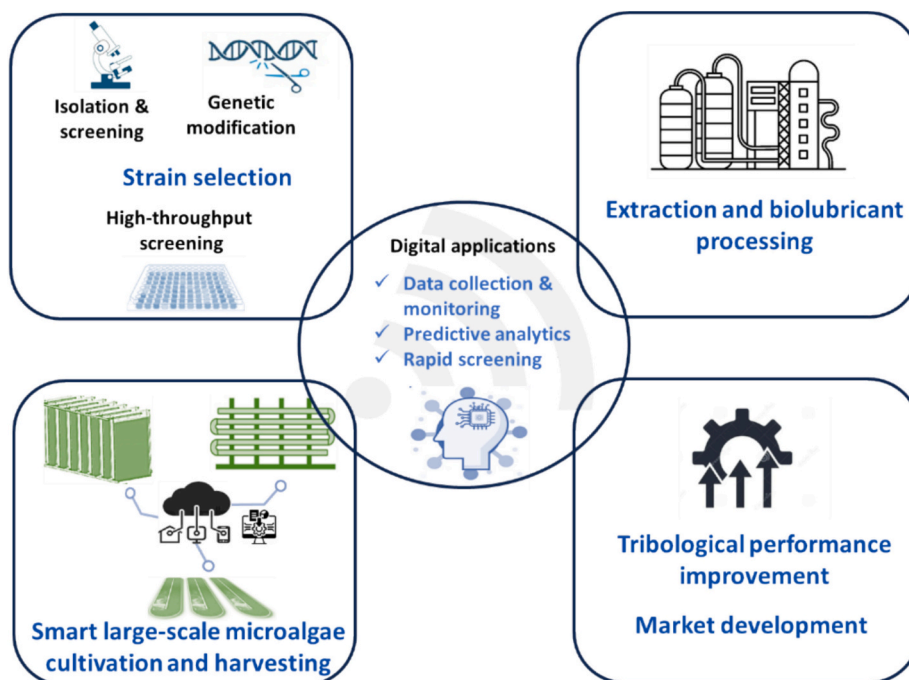 Isolation &
screening
Genetic
modification
Strain selection
High-throughput
screening
Extraction and biolubricant
processing
Digital applications
✓ Data collection &
monitoring
✓ Predictive analytics
✓ Rapid screening
Smart large-scale microalgae
cultivation and harvesting
Tribological performance
improvement
Market development